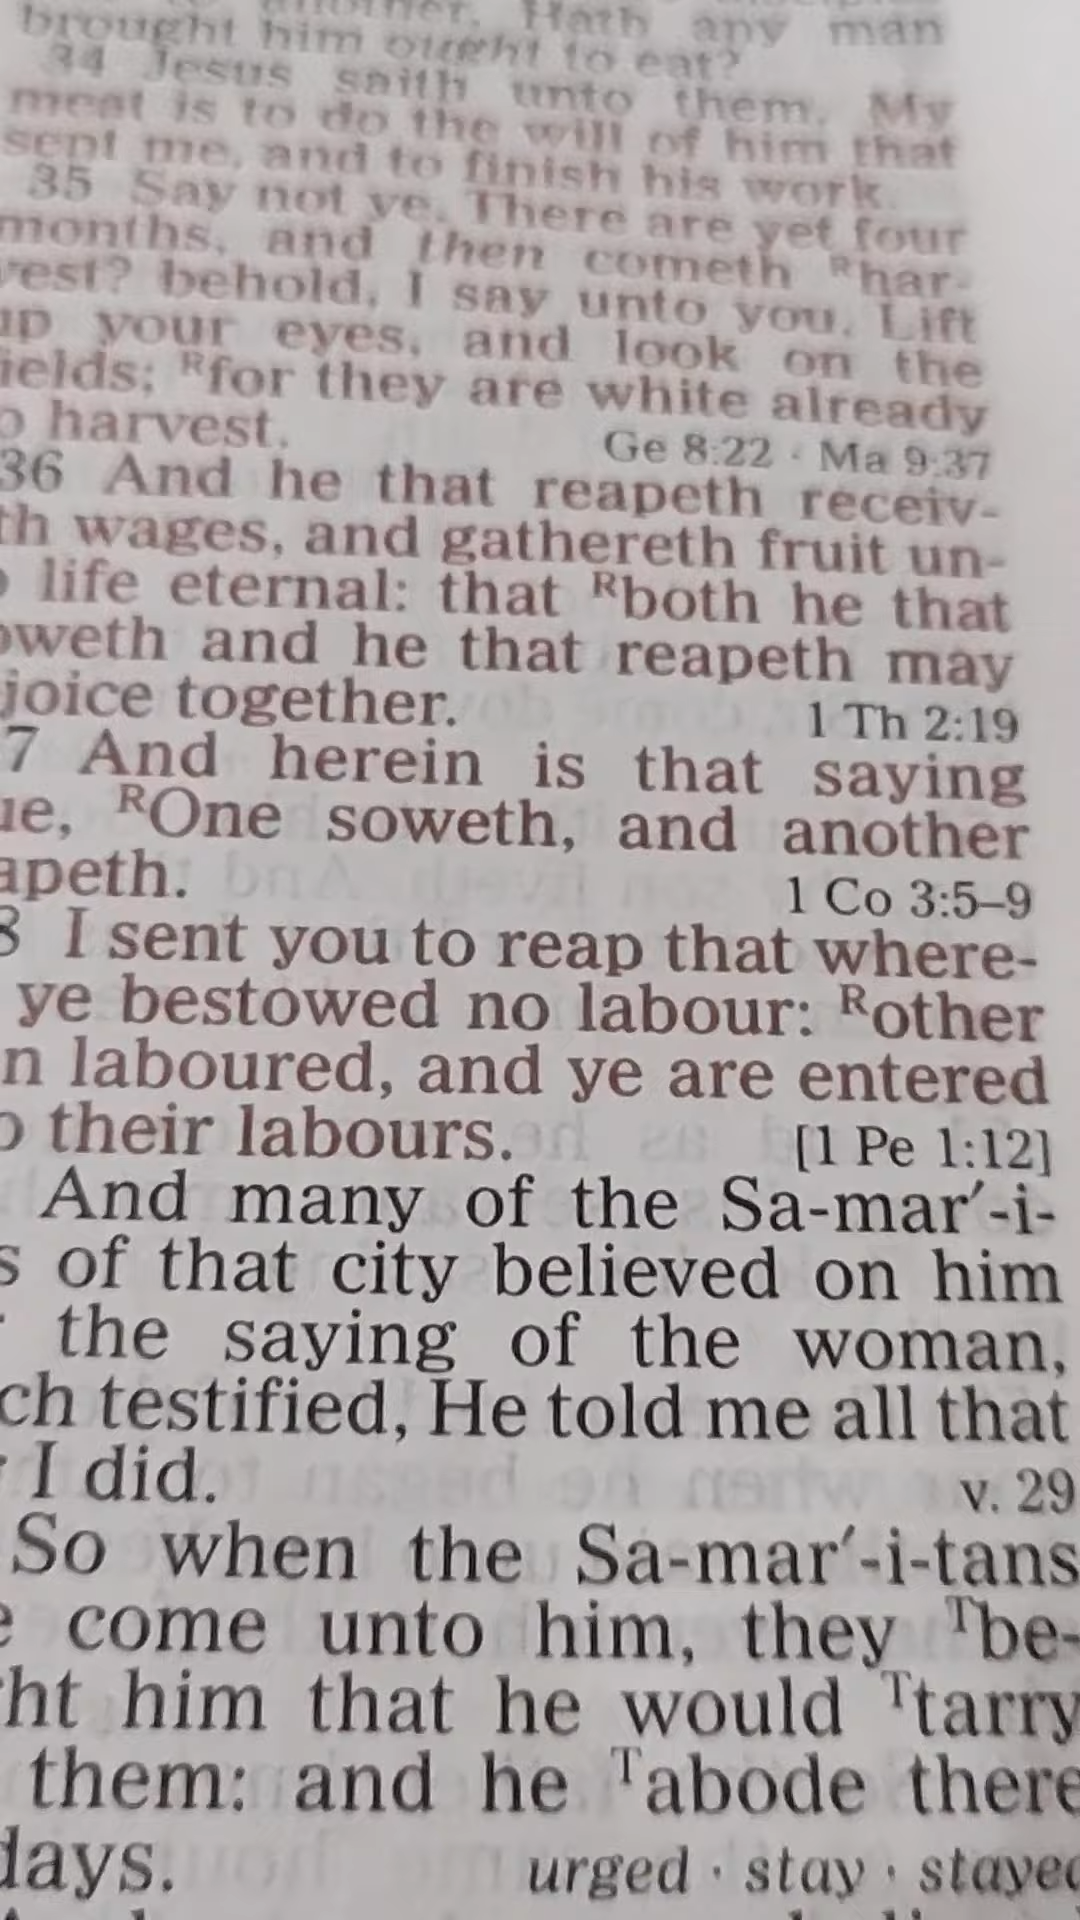 another. Hath any man
brought him ought to eat?
34 Jesus saith unto them, My
meat is to do the will of him that
sent me, and to finish his work.
35 Say not ye, There are yet four
months, and then cometh Rhar-
vest? behold, I say unto you, Lift
up your eyes, and look on the
ields; Rfor they are white already
o harvest. Ge 8:22 · Ma 9:37
36 And he that reapeth receiv-
th wages, and gathereth fruit un-
o life eternal: that Rboth he that
oweth and he that reapeth may
joice together. 1 Th 2:19
7 And herein is that saying
ue, ROne soweth, and another
apeth. 1 Co 3:5–9
8 I sent you to reap that where-
ye bestowed no labour: Rother
n laboured, and ye are entered
o their labours. [1 Pe 1:12]
And many of the Sa-mar′-i-
s of that city believed on him
the saying of the woman,
ch testified, He told me all that
I did. v. 29
So when the Sa-mar′-i-tans
e come unto him, they Tbe-
ht him that he would Ttarry
them: and he Tabode there
days. urged · stay · stayed